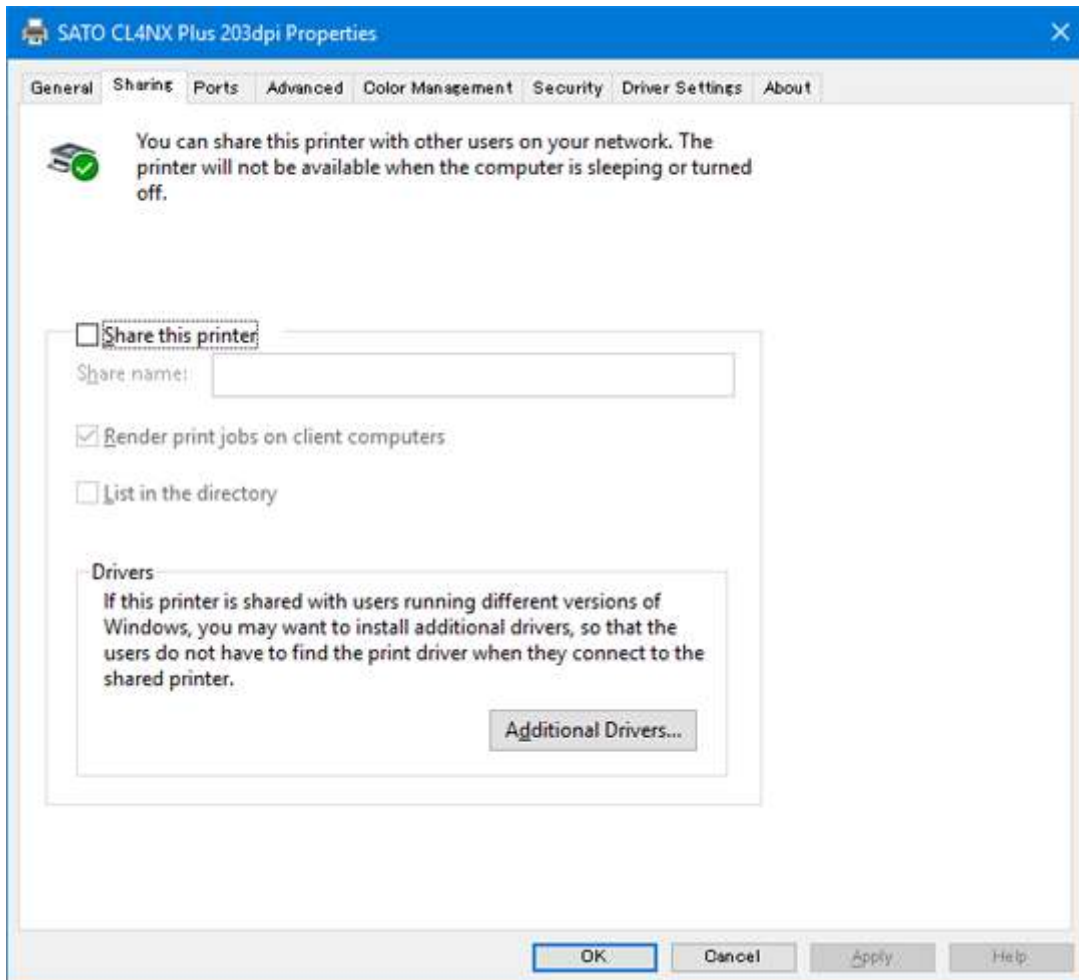 SATO CL4NX Plus 203dpi Properties
General Sharing Ports Advanced Color Management Security Driver Settings About
You can share this printer with other users on your network. The
printer will not be available when the computer is sleeping or turned
off.
Share this printer
Share name:
Render print jobs on client computers
List in the directory
Drivers
If this printer is shared with users running different versions of
Windows, you may want to install additional drivers, so that the
users do not have to find the print driver when they connect to the
shared printer.
Additional Drivers...
OK Cancel Apply Help